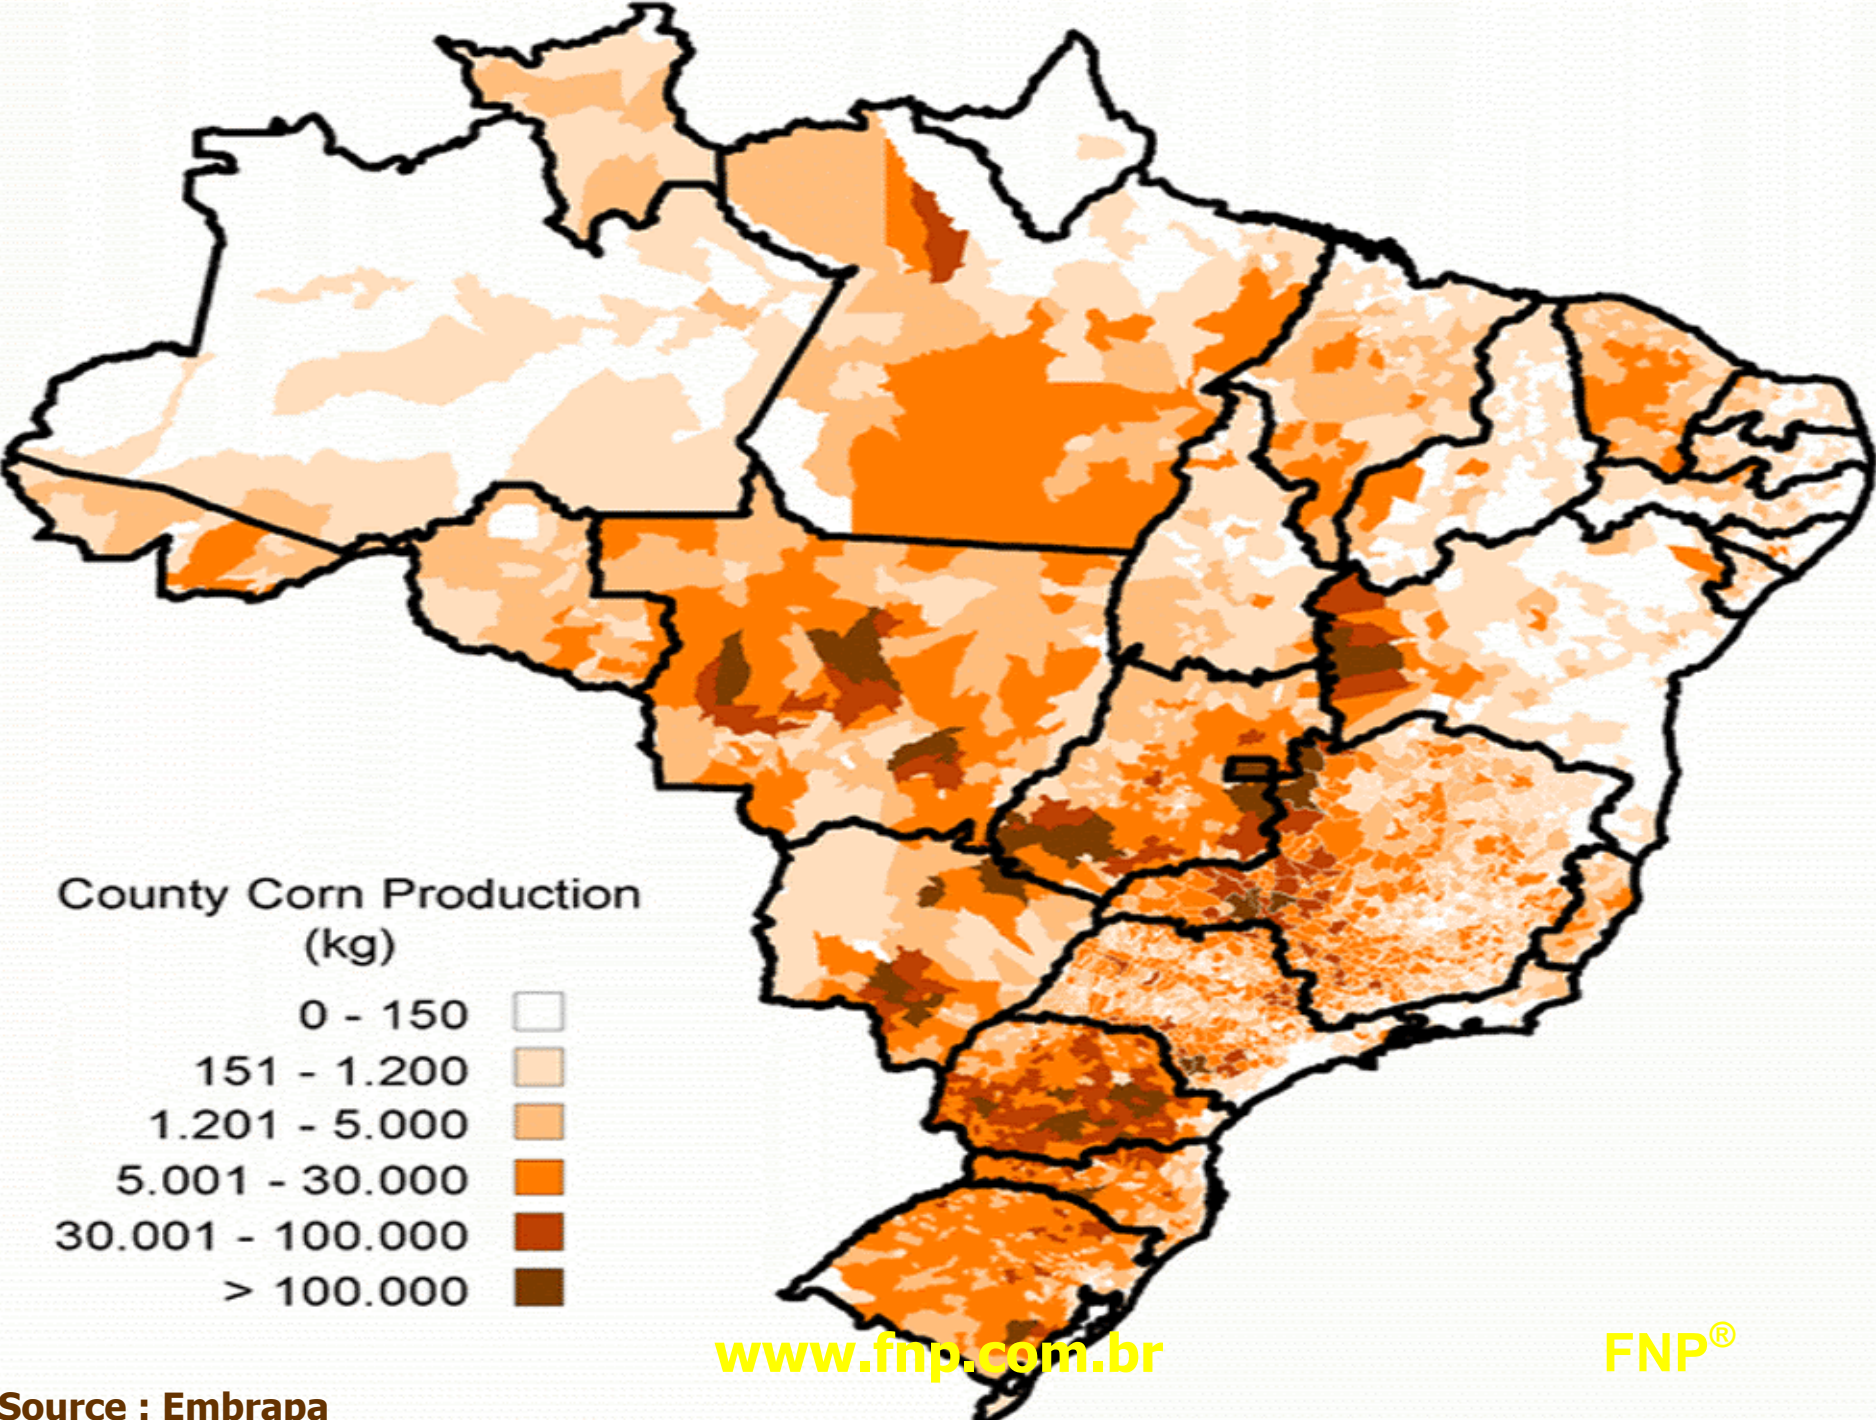 County Corn Production
(kg)
0 - 150
151 - 1.200
1.201 - 5.000
5.001 - 30.000
30.001 - 100.000
> 100.000
www.fnp.com.br
FNP®
Source : Embrapa